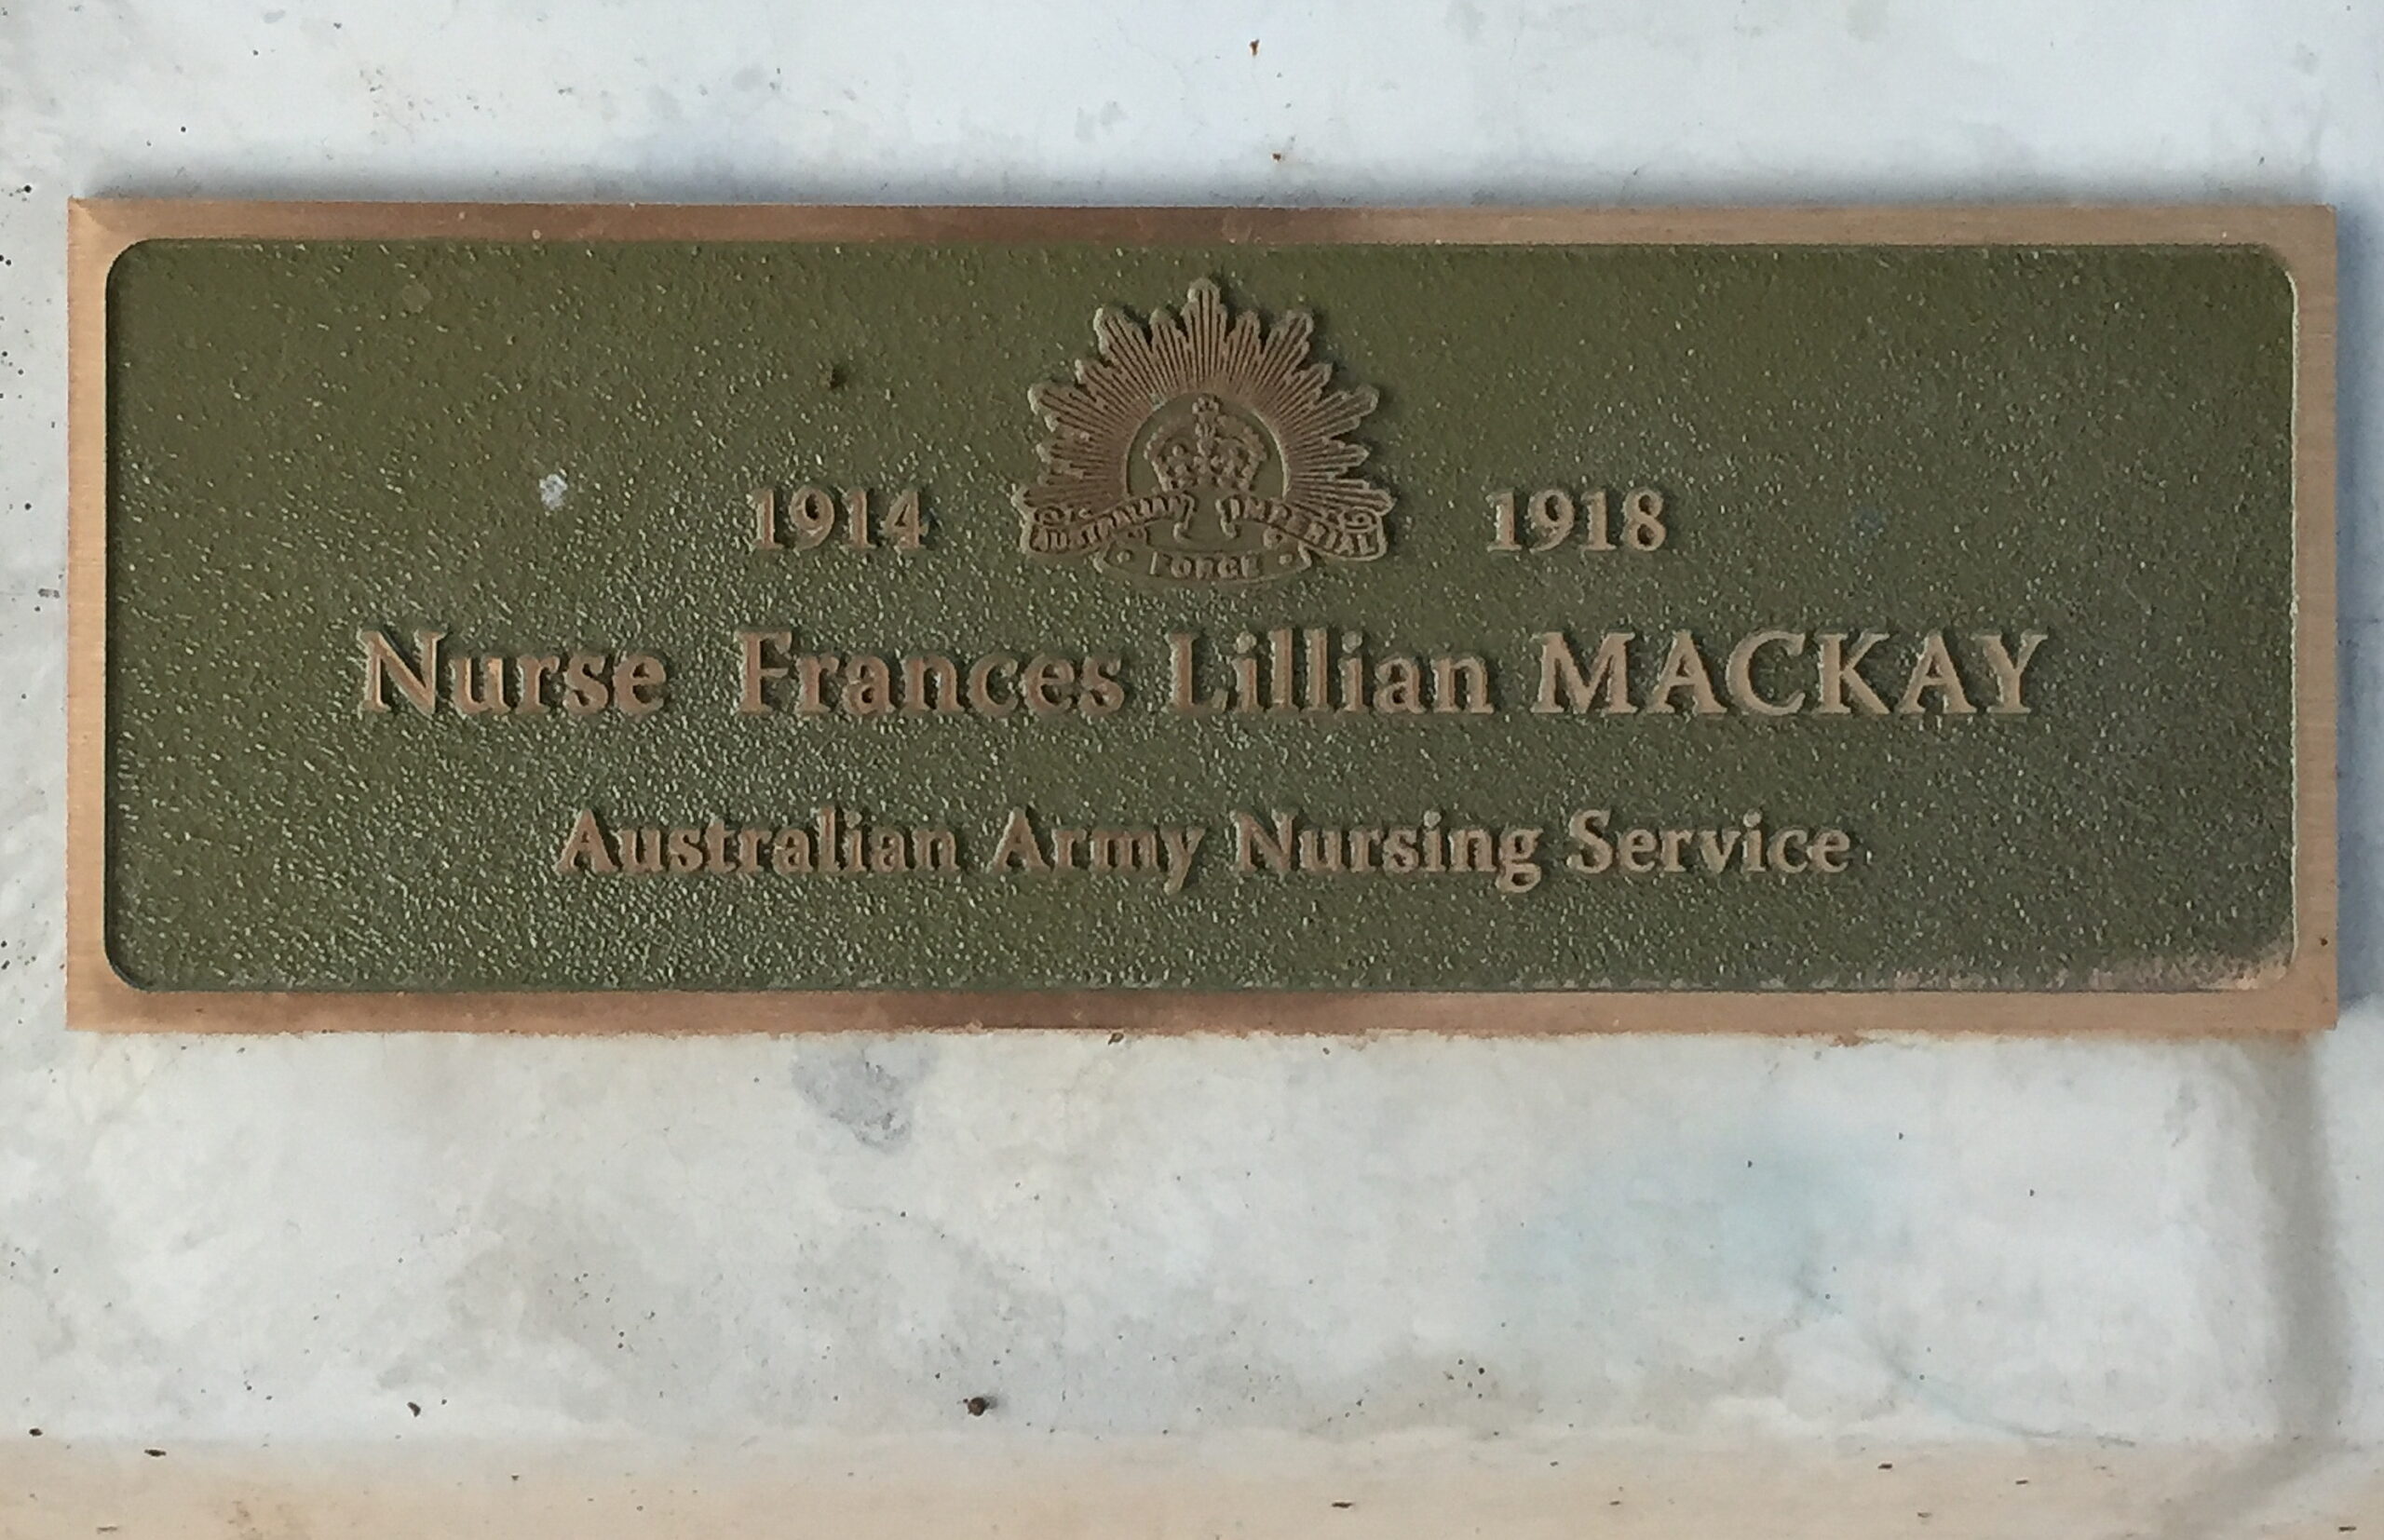 1914 1918
AUSTRALIAN IMPERIAL
FORCE
Nurse Frances Lillian MACKAY
Australian Army Nursing Service